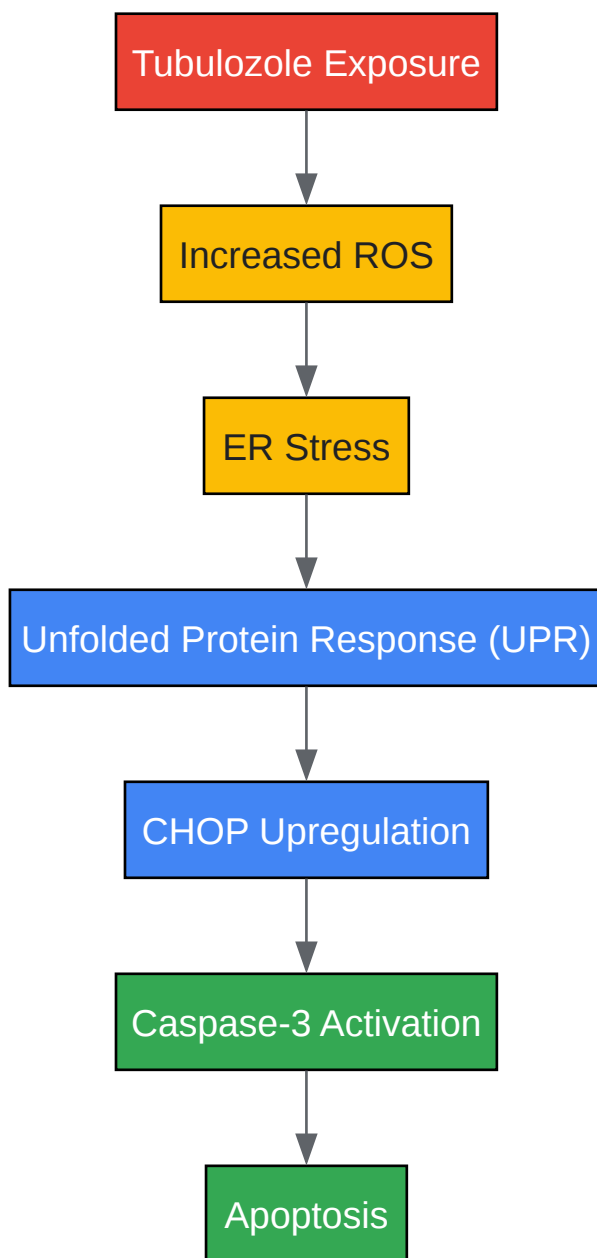 Tubulozole Exposure
Increased ROS
ER Stress
Unfolded Protein Response (UPR)
CHOP Upregulation
Caspase-3 Activation
Apoptosis